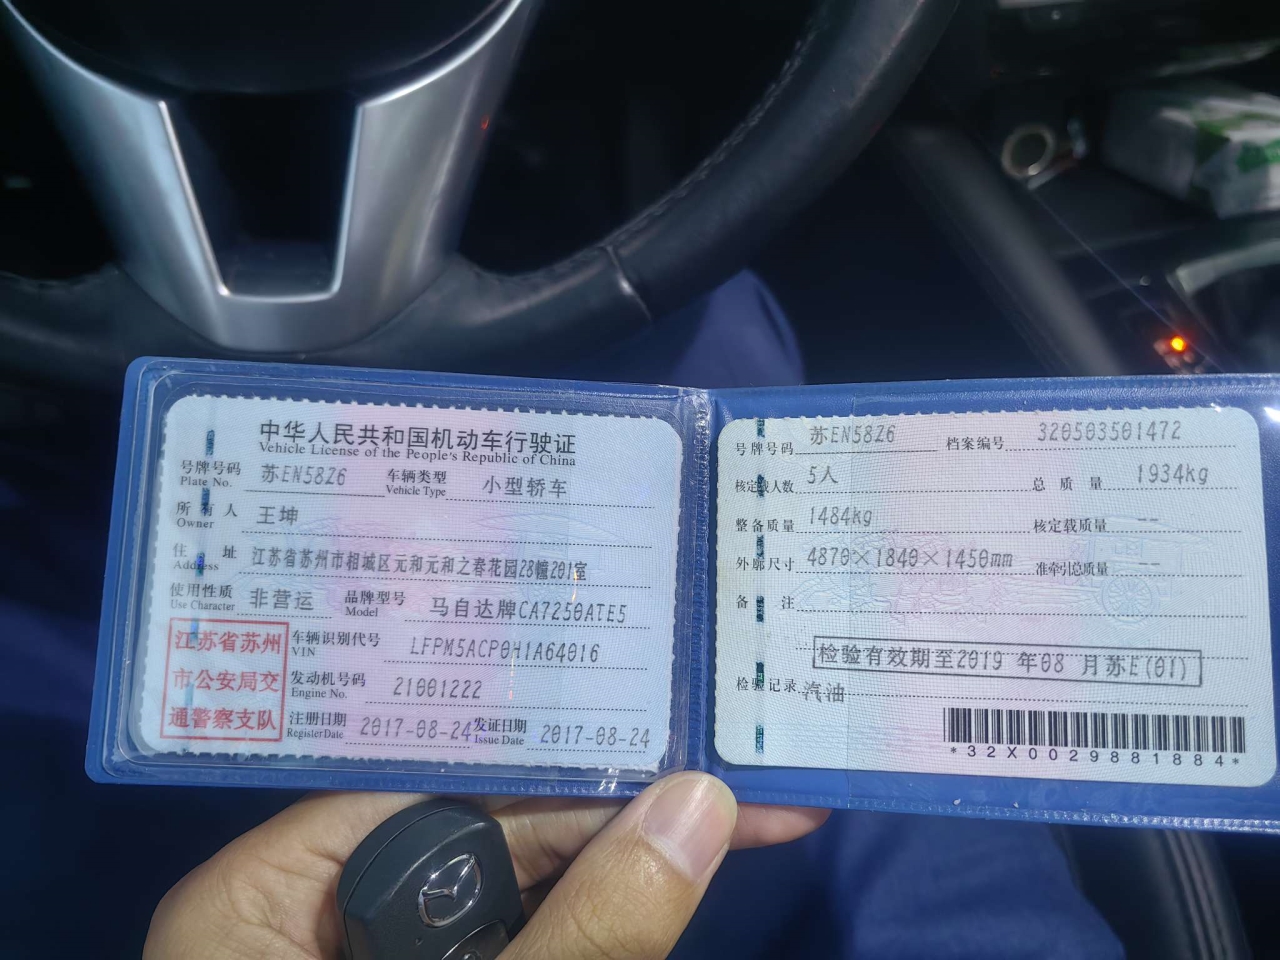 中华人民共和国机动车行驶证
Vehicle License of the People's Republic of China
号牌号码 苏EN58Z6 车辆类型 小型轿车
Plate No. Vehicle Type
所有人 王坤
Owner
住址 江苏省苏州市相城区元和元和之春花园28幢201室
Address
使用性质 非营运 品牌型号 马自达牌CA7250ATE5
Use Character Model
江苏省苏州
市公安局交
通警察支队
车辆识别代号 LFPM5ACP0H1A64016
VIN
发动机号码 21001222
Engine No.
注册日期 2017-08-24 发证日期 2017-08-24
Register Date Issue Date
号牌号码 苏EN58Z6 档案编号 320503501472
核定载人数 5人 总质量 1934kg
整备质量 1484kg 核定载质量 --
外廓尺寸 4870×1840×1450mm 准牵引总质量 --
备注
检验有效期至2019 年08 月苏E(01)
检验记录 汽油
*32X0029881884*